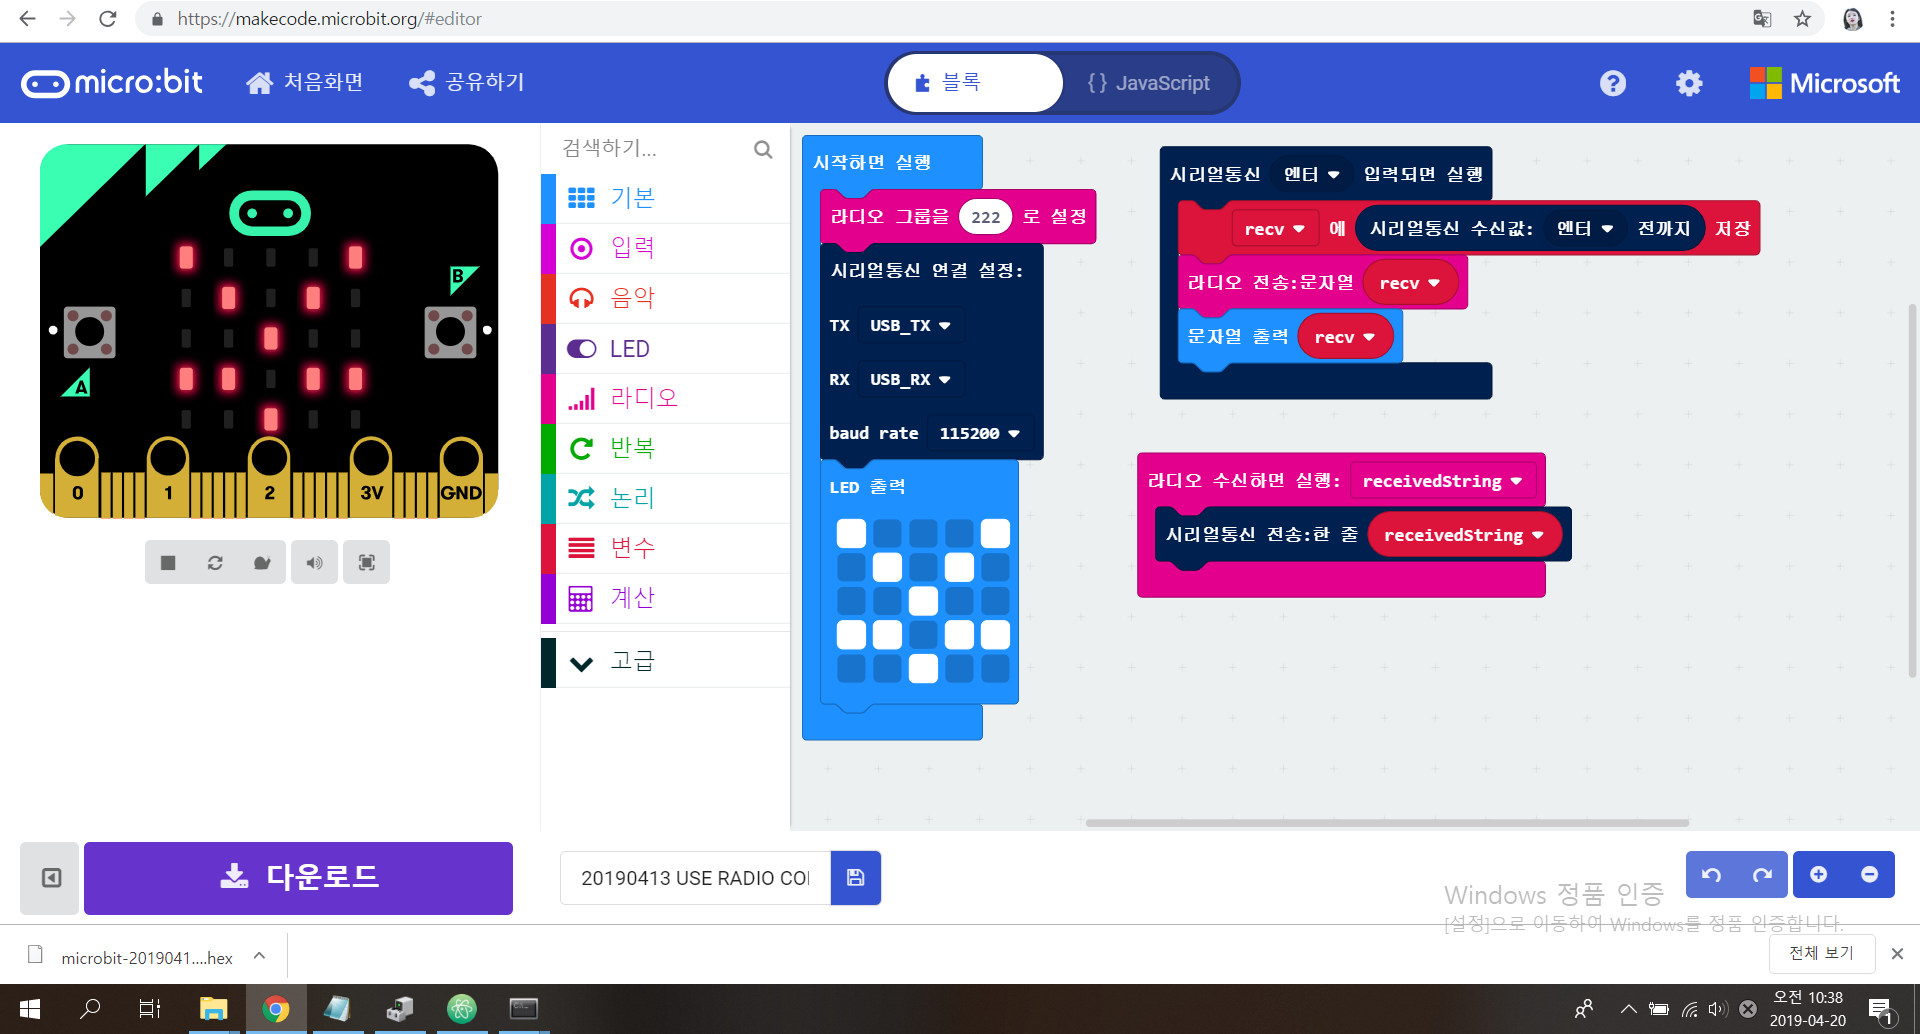 https://makecode.microbit.org/#editor
micro:bit
처음화면
공유하기
블록
{} JavaScript
Microsoft
B
A
0
1
2
3V
GND
검색하기...
기본
입력
음악
LED
라디오
반복
논리
변수
계산
고급
시작하면 실행
라디오 그룹을 222 로 설정
시리얼통신 연결 설정:
TX USB_TX
RX USB_RX
baud rate 115200
LED 출력
시리얼통신 엔터 입력되면 실행
recv 에 시리얼통신 수신값: 엔터 전까지 저장
라디오 전송:문자열 recv
문자열 출력 recv
라디오 수신하면 실행: receivedString
시리얼통신 전송:한 줄 receivedString
다운로드
20190413 USE RADIO CO
Windows 정품 인증
[설정]으로 이동하여 Windows를 정품 인증합니다.
microbit-2019041....hex
전체 보기
오전 10:38
2019-04-20
1